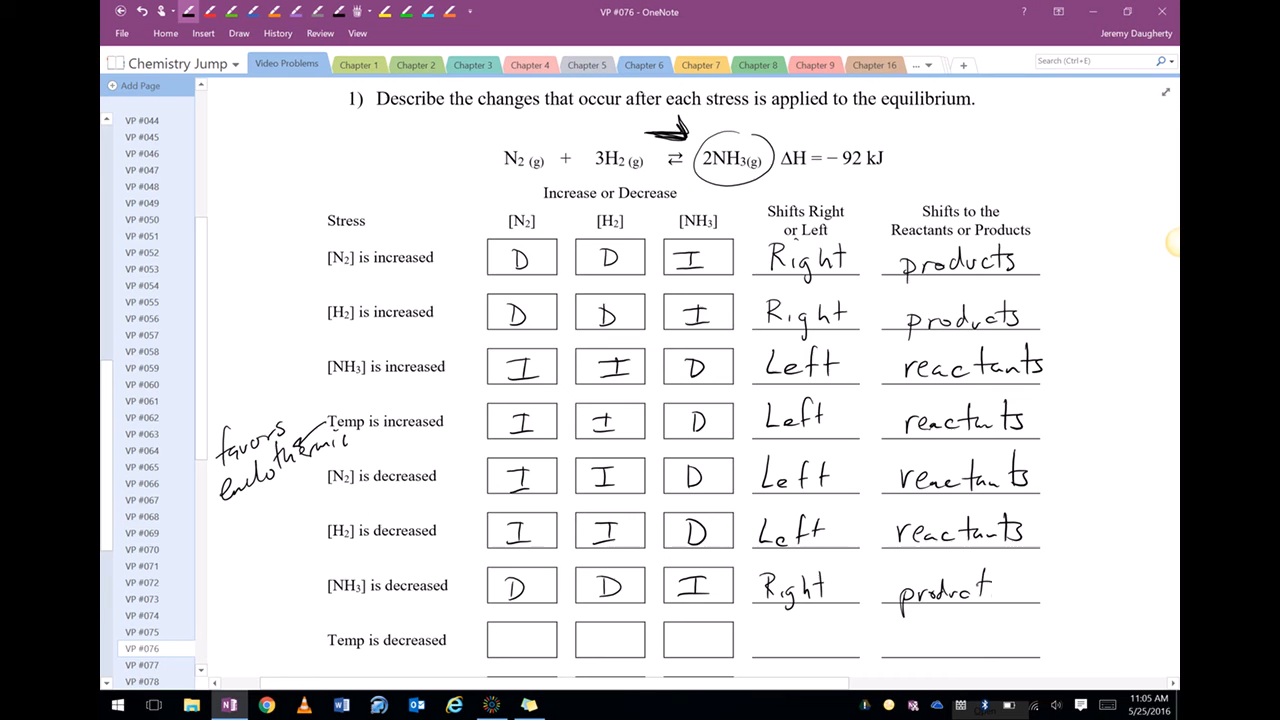 VP #076 - OneNote
File Home Insert Draw History Review View
Jeremy Daugherty
Chemistry Jump Video Problems Chapter 1 Chapter 2 Chapter 3 Chapter 4 Chapter 5 Chapter 6 Chapter 7 Chapter 8 Chapter 9 Chapter 16 ... Search (Ctrl+E)
Add Page
VP #044
VP #045
VP #046
VP #047
VP #048
VP #049
VP #050
VP #051
VP #052
VP #053
VP #054
VP #055
VP #056
VP #057
VP #058
VP #059
VP #060
VP #061
VP #062
VP #063
VP #064
VP #065
VP #066
VP #067
VP #068
VP #069
VP #070
VP #071
VP #072
VP #073
VP #074
VP #075
VP #076
VP #077
VP #078
1) Describe the changes that occur after each stress is applied to the equilibrium.
N₂ (g) + 3H₂ (g) ⇄ 2NH₃(g) ΔH = − 92 kJ
Increase or Decrease
Stress [N₂] [H₂] [NH₃] Shifts Right or Left Shifts to the Reactants or Products
[N₂] is increased D D I Right products
[H₂] is increased D D I Right products
[NH₃] is increased I I D Left reactants
Temp is increased I I D Left reactants
favors
endothermic
[N₂] is decreased I I D Left reactants
[H₂] is decreased I I D Left reactants
[NH₃] is decreased D D I Right product
Temp is decreased
11:05 AM
5/25/2016